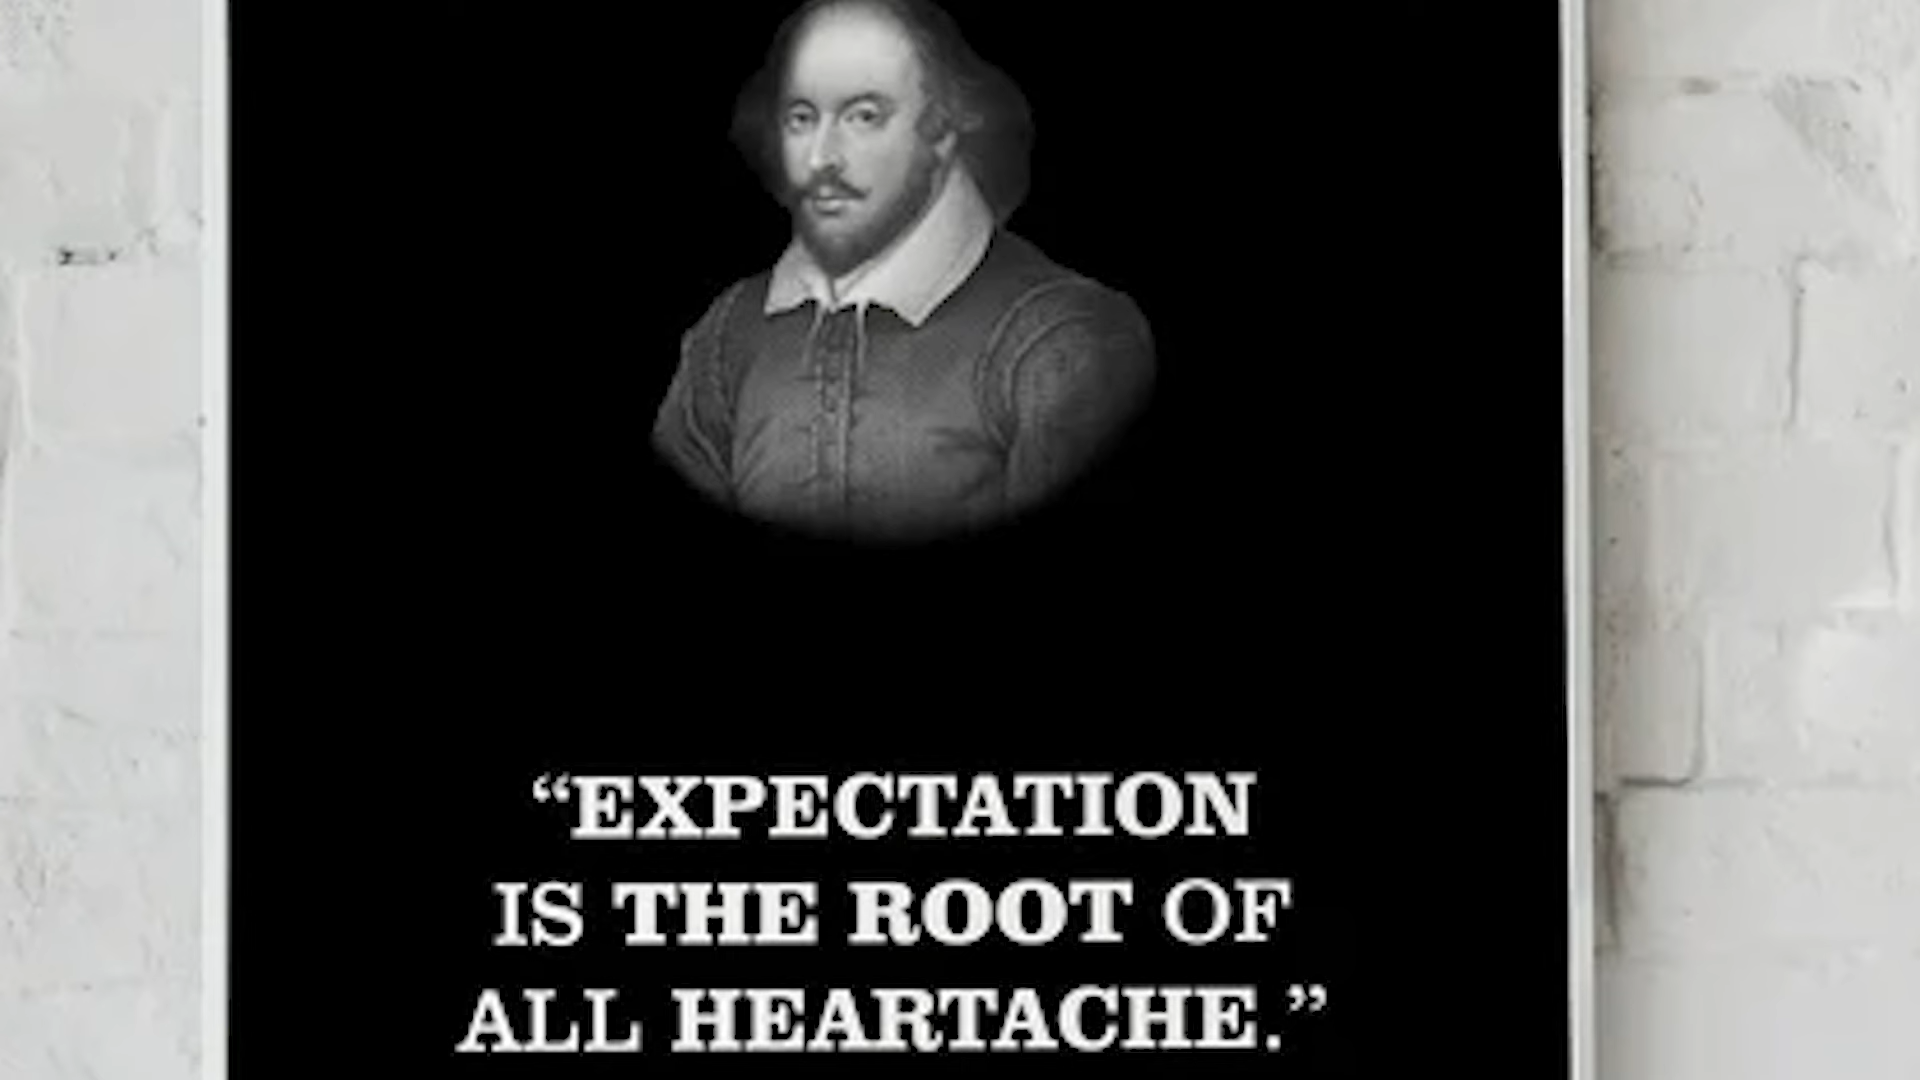 “EXPECTATION
IS THE ROOT OF
ALL HEARTACHE.”